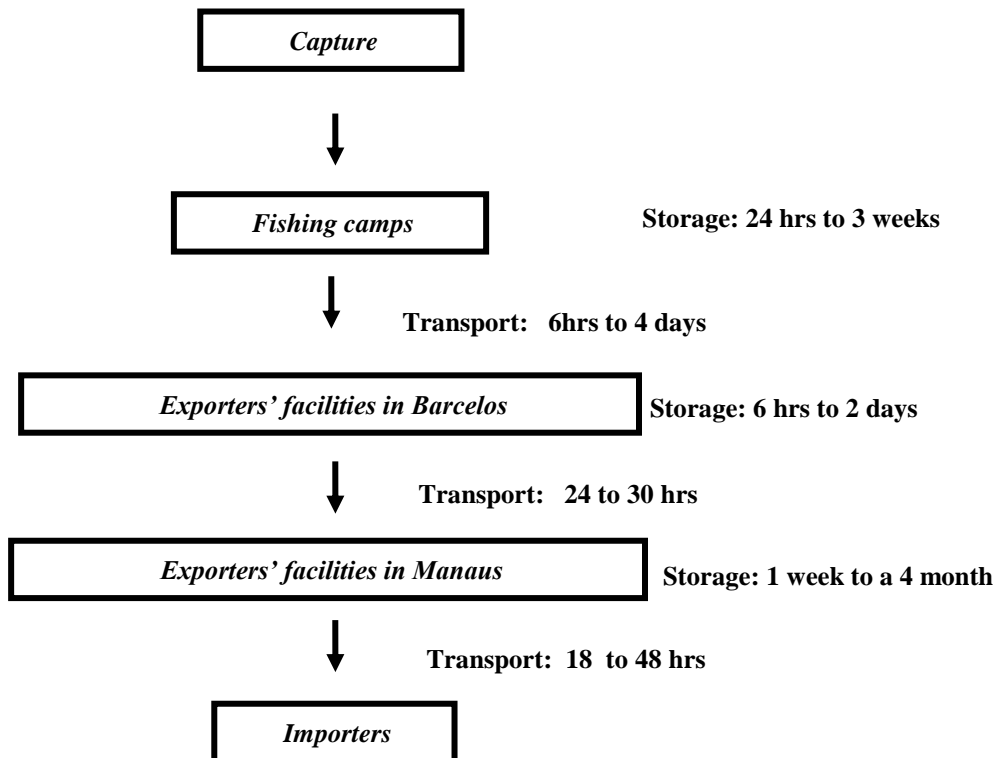 Capture
Fishing camps
Storage: 24 hrs to 3 weeks
Transport: 6hrs to 4 days
Exporters’ facilities in Barcelos
Storage: 6 hrs to 2 days
Transport: 24 to 30 hrs
Exporters’ facilities in Manaus
Storage: 1 week to a 4 month
Transport: 18 to 48 hrs
Importers